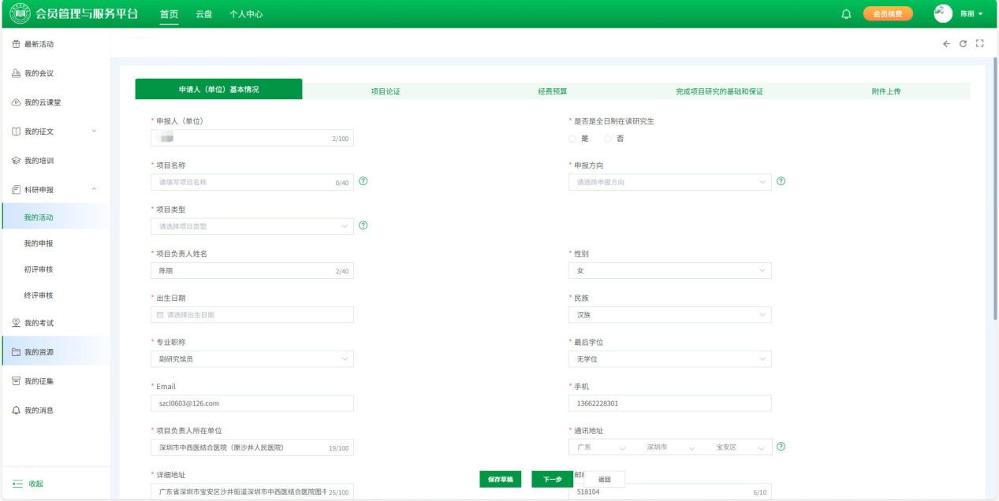 会员管理与服务平台 首页 云盘 个人中心 会员续费 陈丽
最新活动
我的会议
我的云课堂
我的征文
我的培训
科研申报
我的活动
我的申报
初评审核
终评审核
我的考试
我的资源
我的征集
我的消息
收起
申请人（单位）基本情况 项目论证 经费预算 完成项目研究的基础和保证 附件上传
* 申报人（单位） * 是否是全日制在读研究生
2/100 是 否
* 项目名称 * 申报方向
请填写项目名称 0/40 请选择申报方向
* 项目类型
请选择项目类型
* 项目负责人姓名 * 性别
陈丽 2/40 女
* 出生日期 * 民族
请选择出生日期 汉族
* 专业职称 * 最后学位
副研究馆员 无学位
* Email * 手机
szcl0603@126.com 13662228301
* 项目负责人所在单位 * 通讯地址
深圳市中西医结合医院（原沙井人民医院） 19/100 广东 深圳市 宝安区
* 详细地址
保存草稿 下一步 返回
广东省深圳市宝安区沙井街道深圳市中西医结合医院图 26/100 518104 6/10